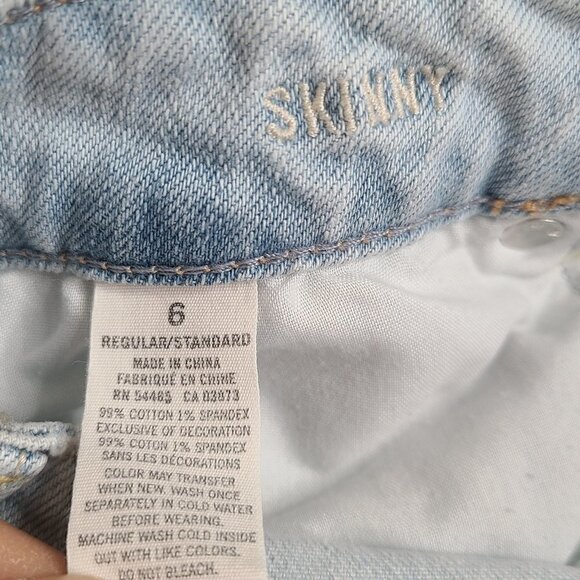 SKINNY
6
REGULAR/STANDARD
MADE IN CHINA
FABRIQUÉ EN CHINE
RN 54485 CA 03873
99% COTTON 1% SPANDEX
EXCLUSIVE OF DECORATION
99% COTON 1% SPANDEX
SANS LES DÉCORATIONS
COLOR MAY TRANSFER
WHEN NEW. WASH ONCE
SEPARATELY IN COLD WATER
BEFORE WEARING.
MACHINE WASH COLD INSIDE
OUT WITH LIKE COLORS.
DO NOT BLEACH.